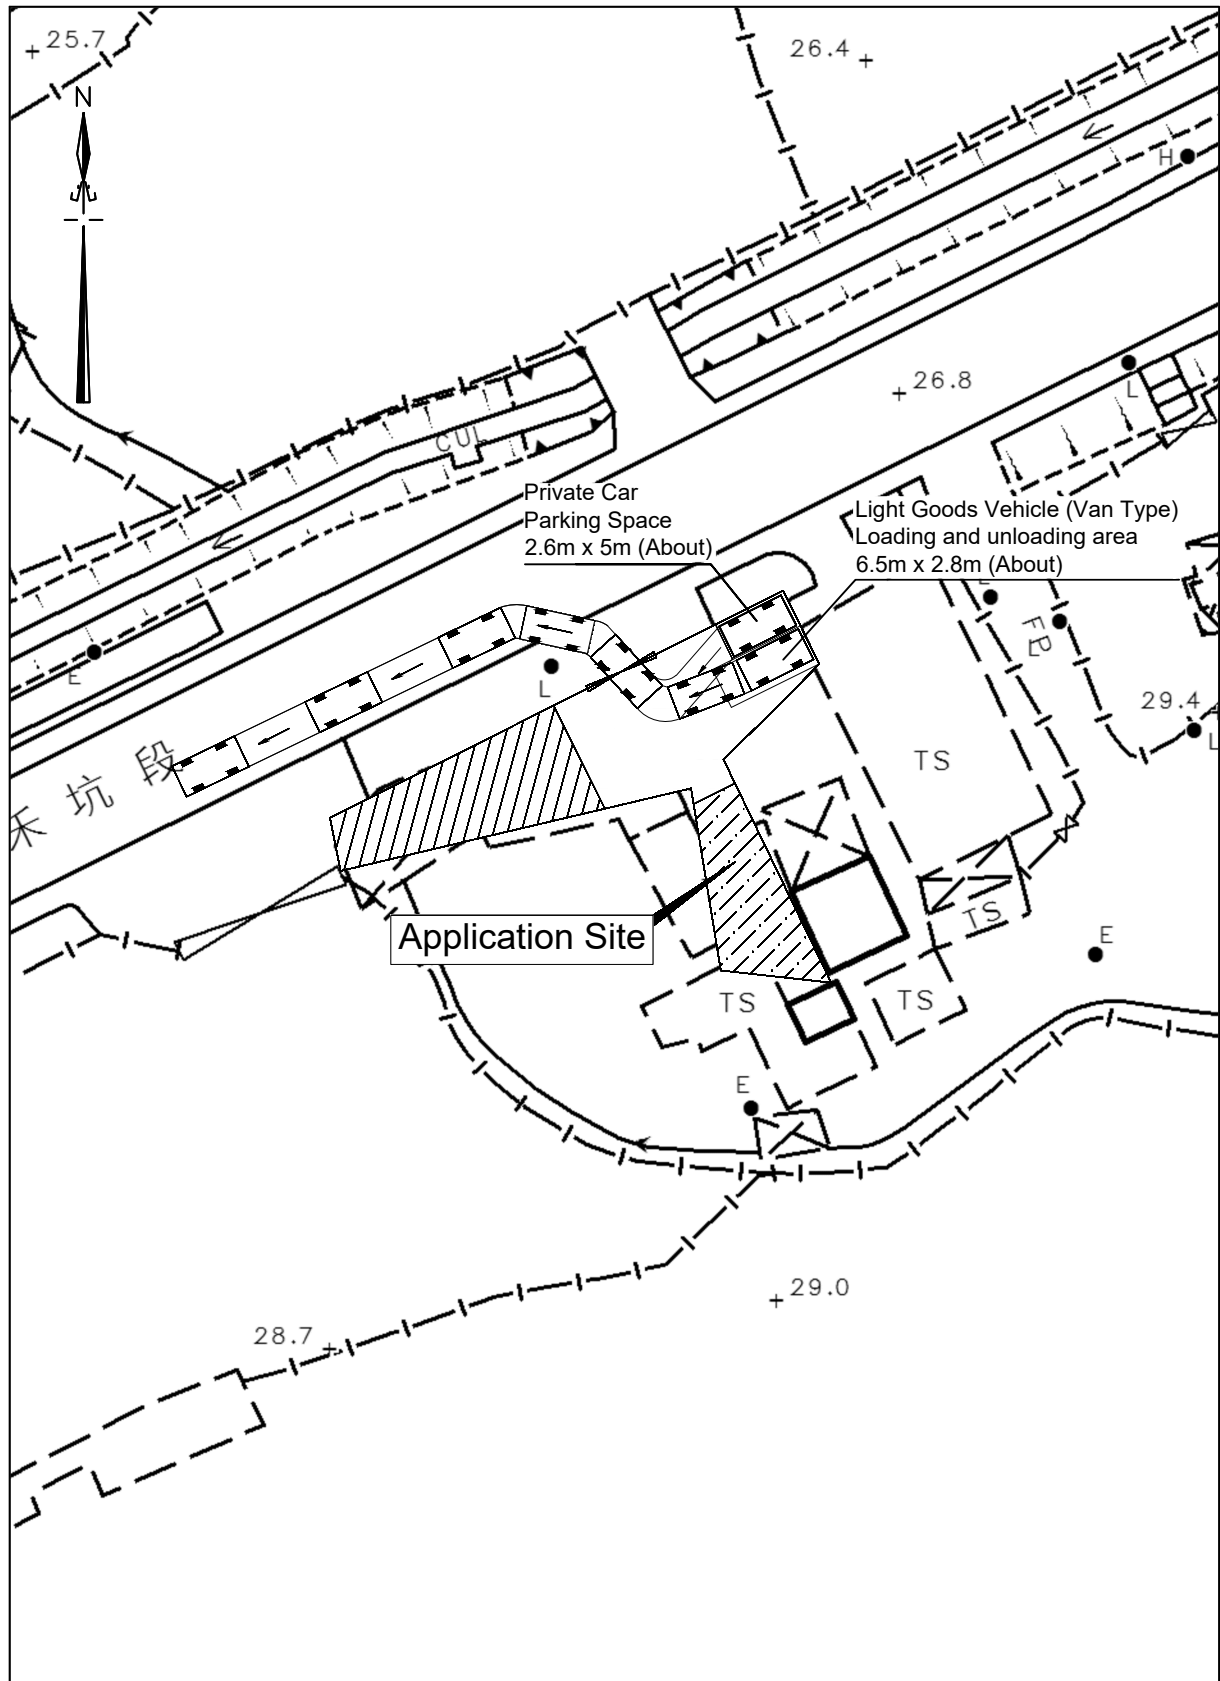 25.7
26.4
N
H
26.8
L
CUL
Private Car
Parking Space
2.6m x 5m (About)
Light Goods Vehicle (Van Type)
Loading and unloading area
6.5m x 2.8m (About)
FB
E
L
29.4
L
TS
禾坑段
Application Site
TS
E
TS
TS
E
29.0
28.7